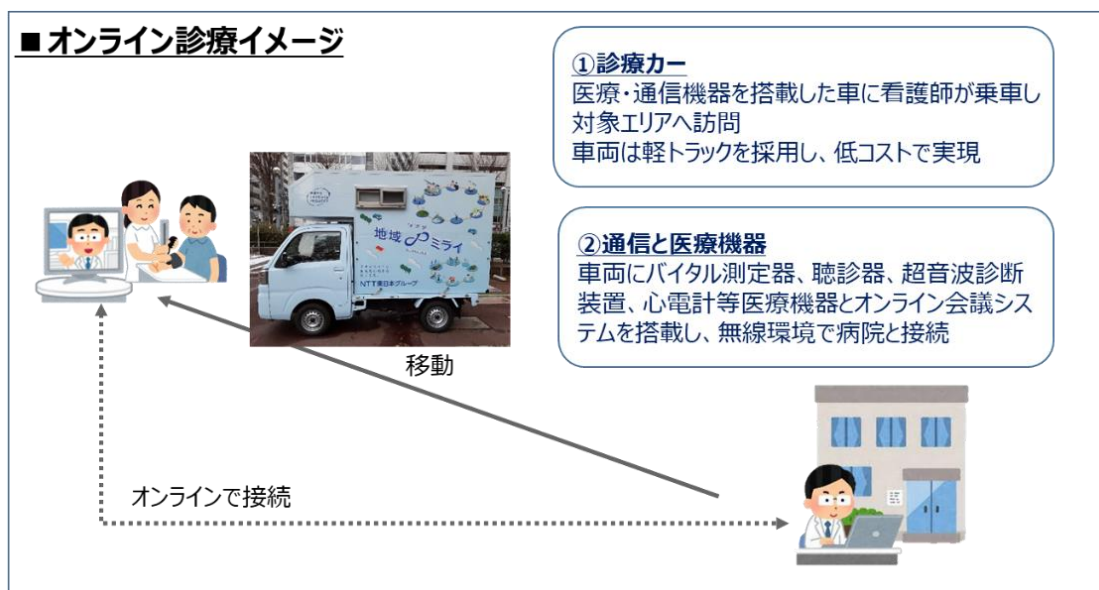 ■オンライン診療イメージ
①診療カー
医療・通信機器を搭載した車に看護師が乗車し
対象エリアへ訪問
車両は軽トラックを採用し、低コストで実現
②通信と医療機器
車両にバイタル測定器、聴診器、超音波診断
装置、心電計等医療機器とオンライン会議シス
テムを搭載し、無線環境で病院と接続
地域
ミライ
NTT東日本グループ
移動
オンラインで接続